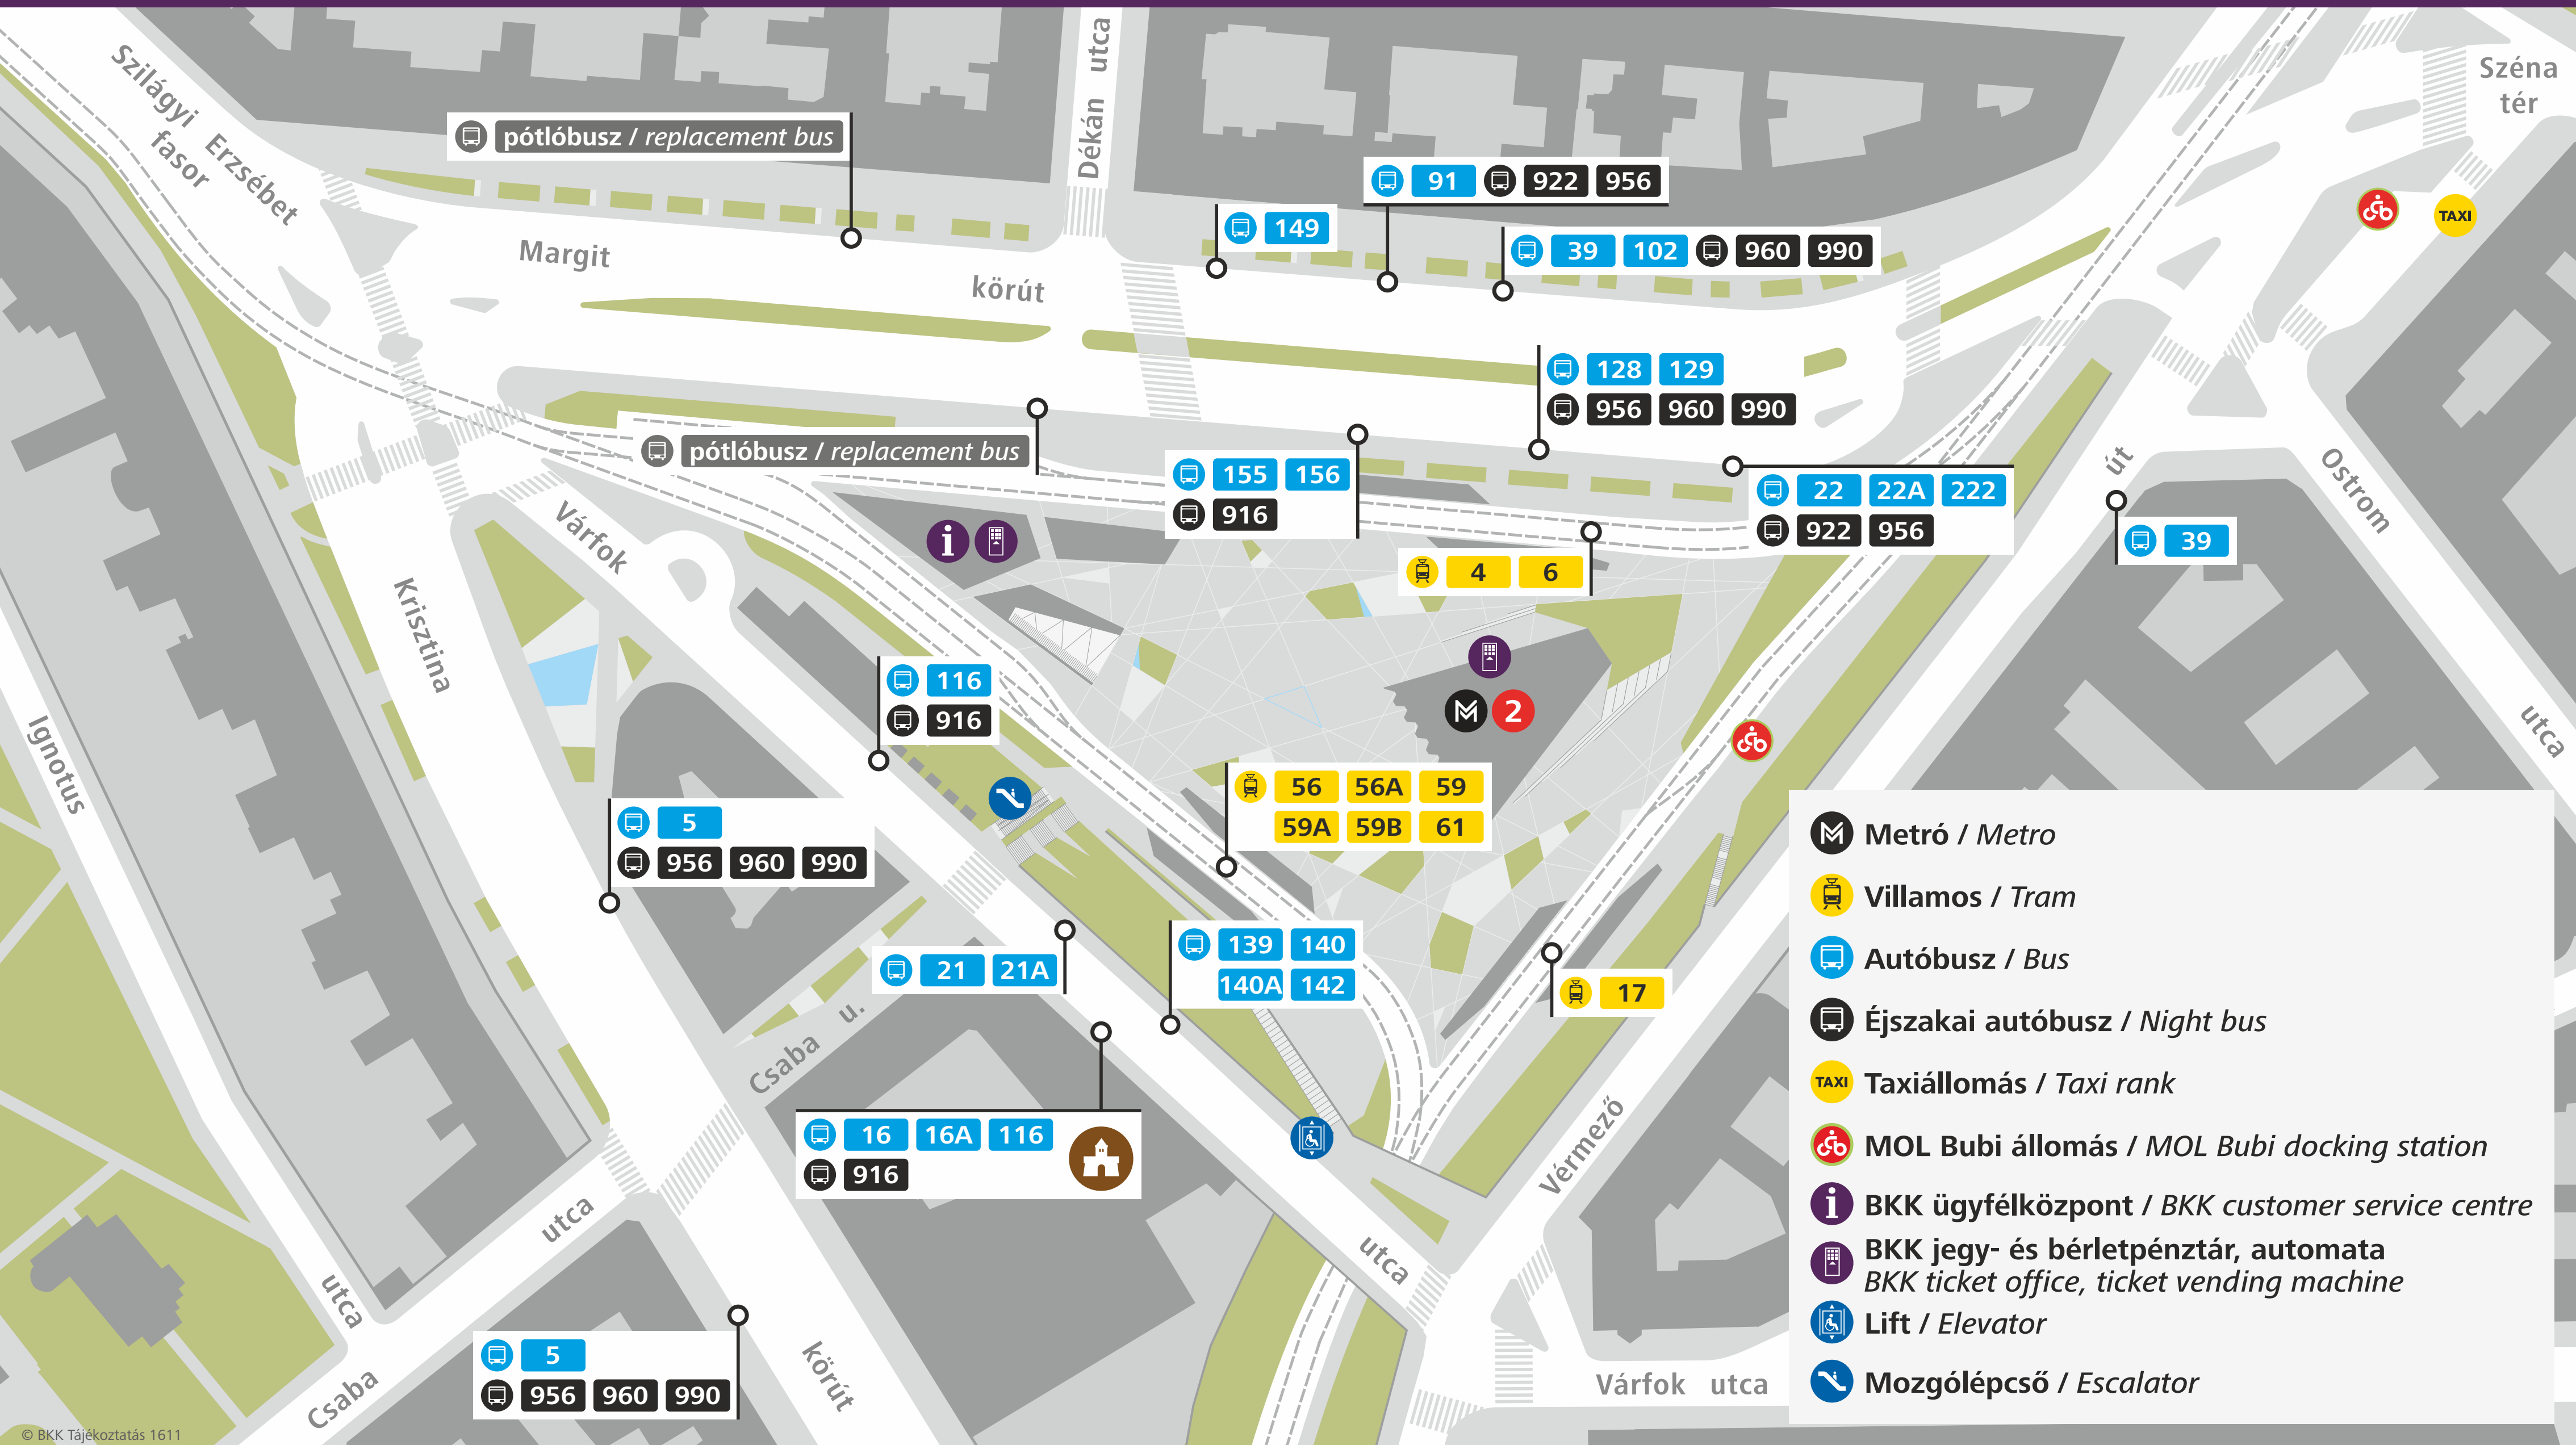 Szilágyi Erzsébet
fasor
pótlóbusz / replacement bus
Dékán utca
Széna
tér
91 922 956
149
39 102 960 990
TAXI
Margit körút
128 129
956 960 990
pótlóbusz / replacement bus
155 156
916
22 22A 222
922 956
4 6
út
39
Ostrom utca
Várfok
Krisztina
Ignotus
i
116
916
M 2
56 56A 59
59A 59B 61
5
956 960 990
21 21A
139 140
140A 142
17
Csaba u.
16 16A 116
916
Vérmező
utca
utca
utca
Csaba
körút
5
956 960 990
Várfok utca
M Metró / Metro
Villamos / Tram
Autóbusz / Bus
Éjszakai autóbusz / Night bus
TAXI Taxiállomás / Taxi rank
MOL Bubi állomás / MOL Bubi docking station
i BKK ügyfélközpont / BKK customer service centre
BKK jegy- és bérletpénztár, automata
BKK ticket office, ticket vending machine
Lift / Elevator
Mozgólépcső / Escalator
© BKK Tájékoztatás 1611